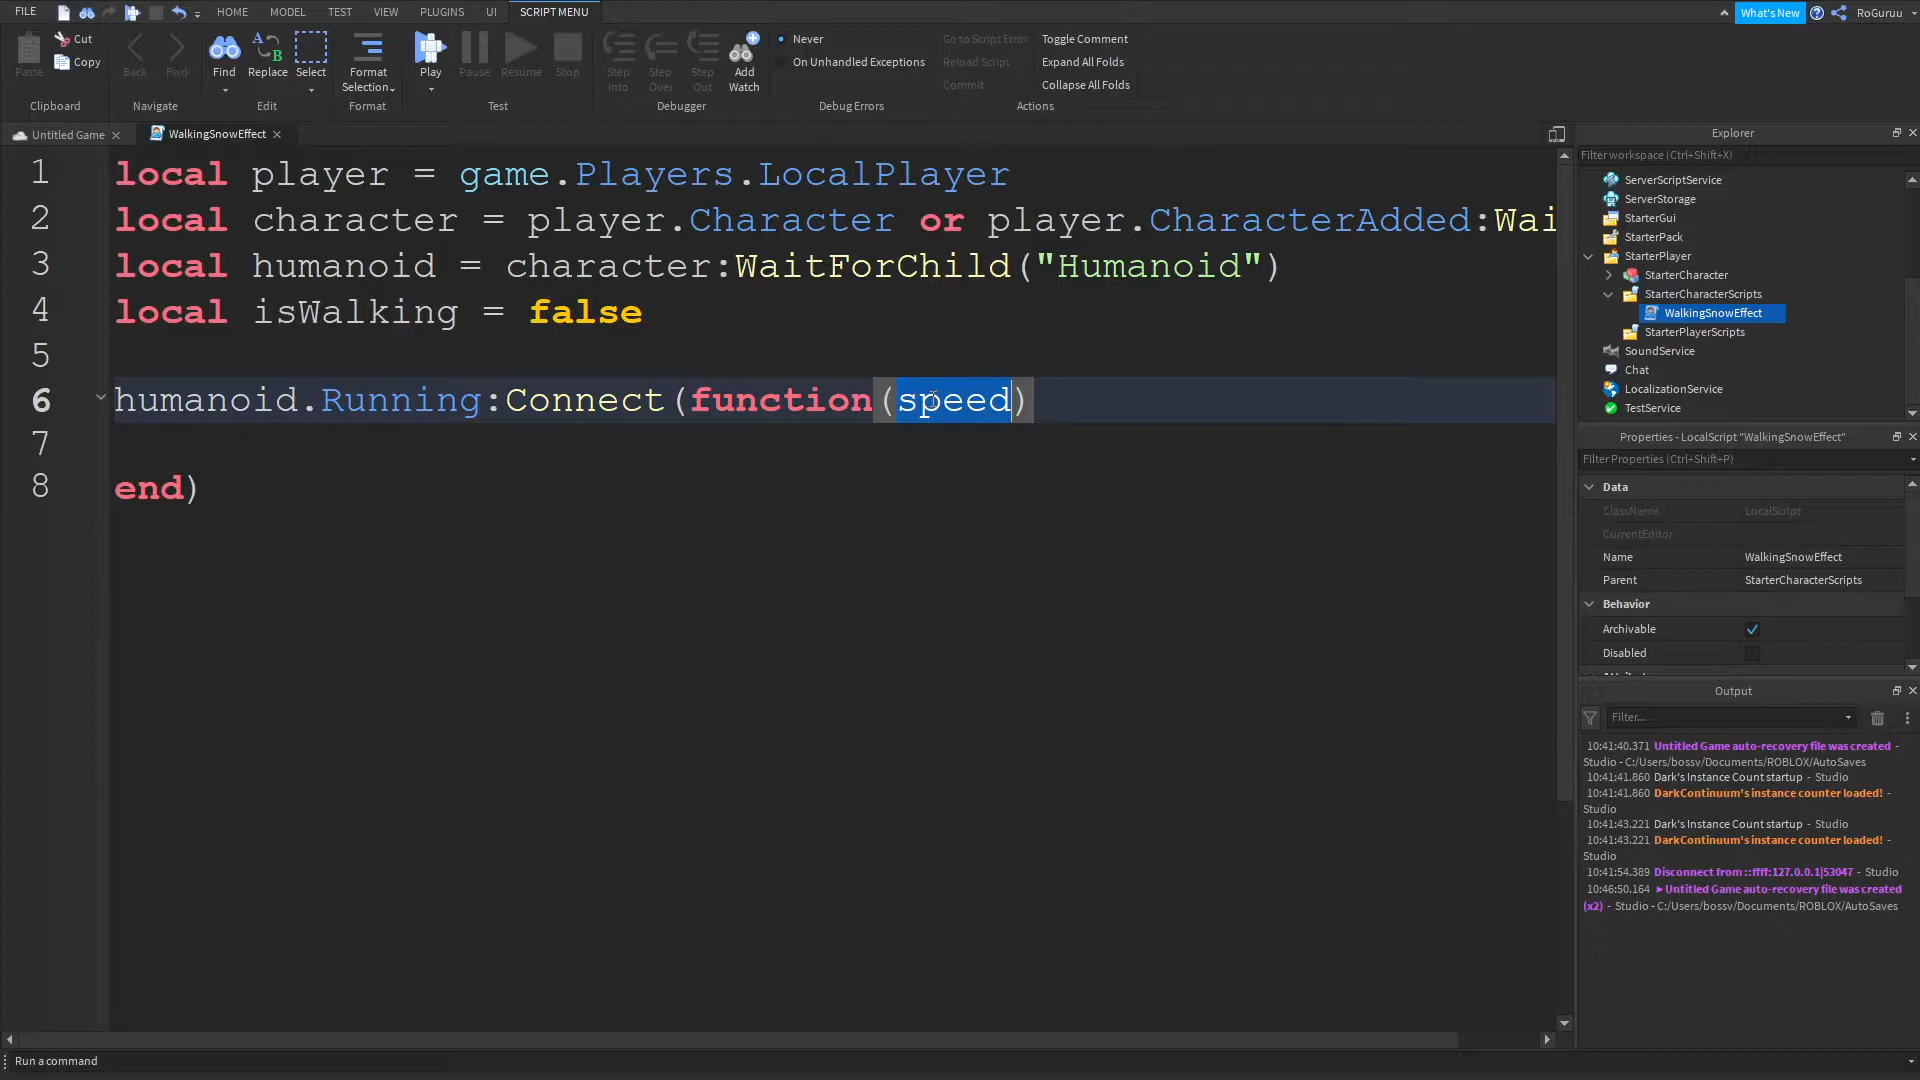 FILE HOME MODEL TEST VIEW PLUGINS UI SCRIPT MENU What's New RoGuruu
Cut
Copy
Paste
Clipboard
Back Fwd
Navigate
Find Replace Select
Edit
Format
Selection
Format
Play Pause Resume Stop
Test
Step
Into
Step
Over
Step
Out
Add
Watch
Debugger
Never
On Unhandled Exceptions
Debug Errors
Go to Script Error
Reload Script
Commit
Toggle Comment
Expand All Folds
Collapse All Folds
Actions
Untitled Game WalkingSnowEffect
1 local player = game.Players.LocalPlayer
2 local character = player.Character or player.CharacterAdded:Wai
3 local humanoid = character:WaitForChild("Humanoid")
4 local isWalking = false
5
6 humanoid.Running:Connect(function(speed)
7
8 end)
Explorer
Filter workspace (Ctrl+Shift+X)
ServerScriptService
ServerStorage
StarterGui
StarterPack
StarterPlayer
StarterCharacter
StarterCharacterScripts
WalkingSnowEffect
StarterPlayerScripts
SoundService
Chat
LocalizationService
TestService
Properties - LocalScript "WalkingSnowEffect"
Filter Properties (Ctrl+Shift+P)
Data
ClassName LocalScript
CurrentEditor
Name WalkingSnowEffect
Parent StarterCharacterScripts
Behavior
Archivable
Disabled
Output
Filter...
10:41:40.371 Untitled Game auto-recovery file was created -
Studio - C:/Users/bossv/Documents/ROBLOX/AutoSaves
10:41:41.860 Dark's Instance Count startup - Studio
10:41:41.860 DarkContinuum's instance counter loaded! -
Studio
10:41:43.221 Dark's Instance Count startup - Studio
10:41:43.221 DarkContinuum's instance counter loaded! -
Studio
10:41:54.389 Disconnect from ::ffff:127.0.0.1|53047 - Studio
10:46:50.164 ▸ Untitled Game auto-recovery file was created
(x2) - Studio - C:/Users/bossv/Documents/ROBLOX/AutoSaves
Run a command